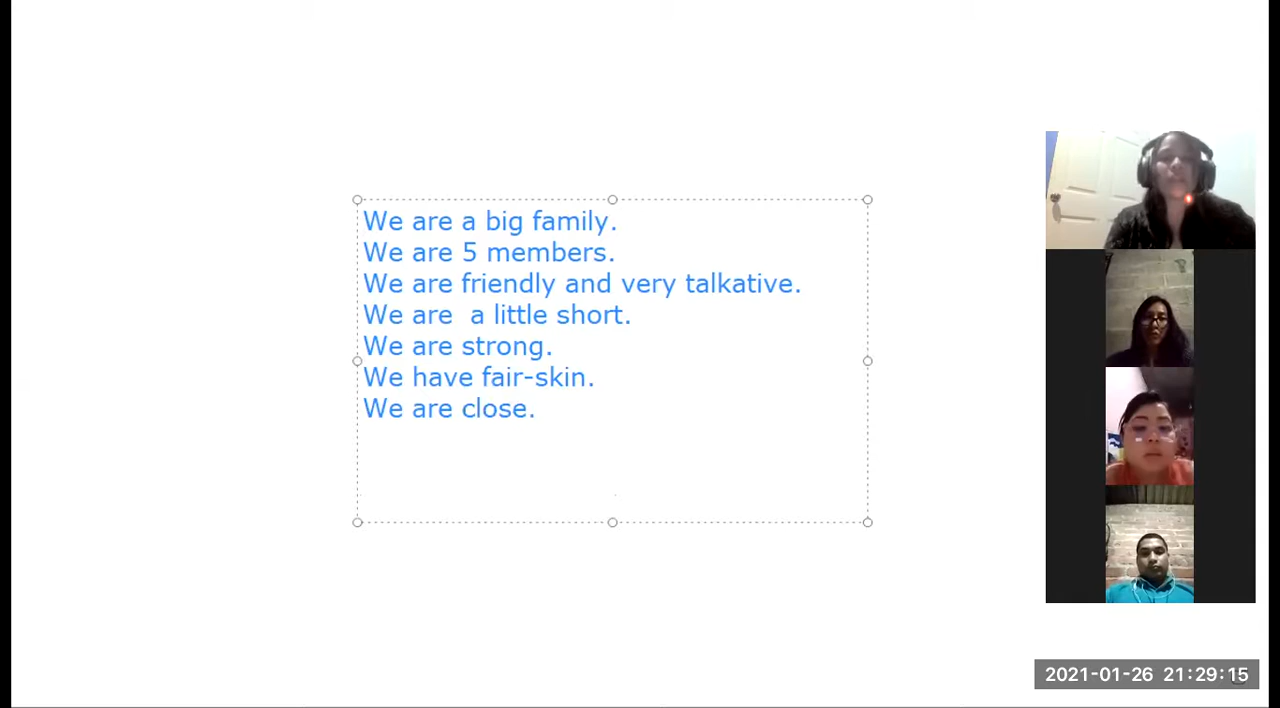 We are a big family.
We are 5 members.
We are friendly and very talkative.
We are  a little short.
We are strong.
We have fair-skin.
We are close.
2021-01-26 21:29:15